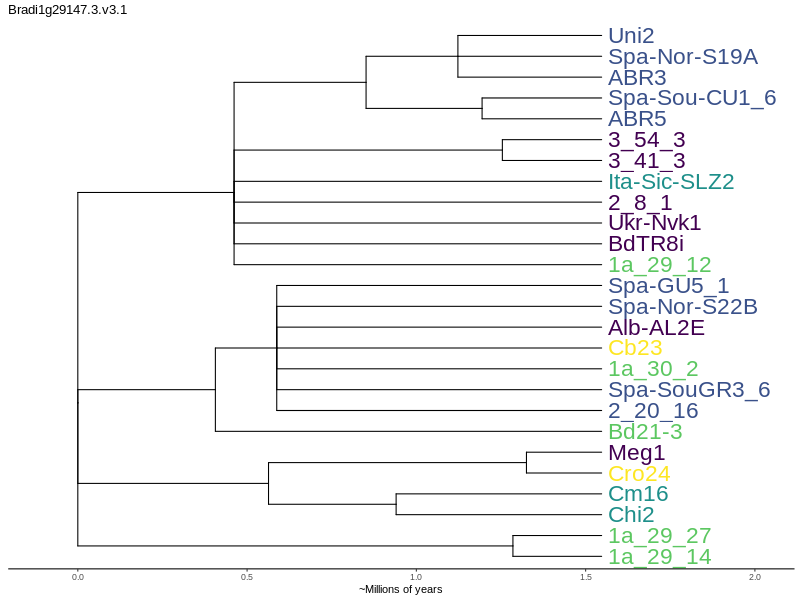 Bradi1g29147.3.v3.1
Uni2
Spa-Nor-S19A
ABR3
Spa-Sou-CU1_6
ABR5
3_54_3
3_41_3
Ita-Sic-SLZ2
2_8_1
Ukr-Nvk1
BdTR8i
1a_29_12
Spa-GU5_1
Spa-Nor-S22B
Alb-AL2E
Cb23
1a_30_2
Spa-SouGR3_6
2_20_16
Bd21-3
Meg1
Cro24
Cm16
Chi2
1a_29_27
1a_29_14
0.0 0.5 1.0 1.5 2.0
~Millions of years